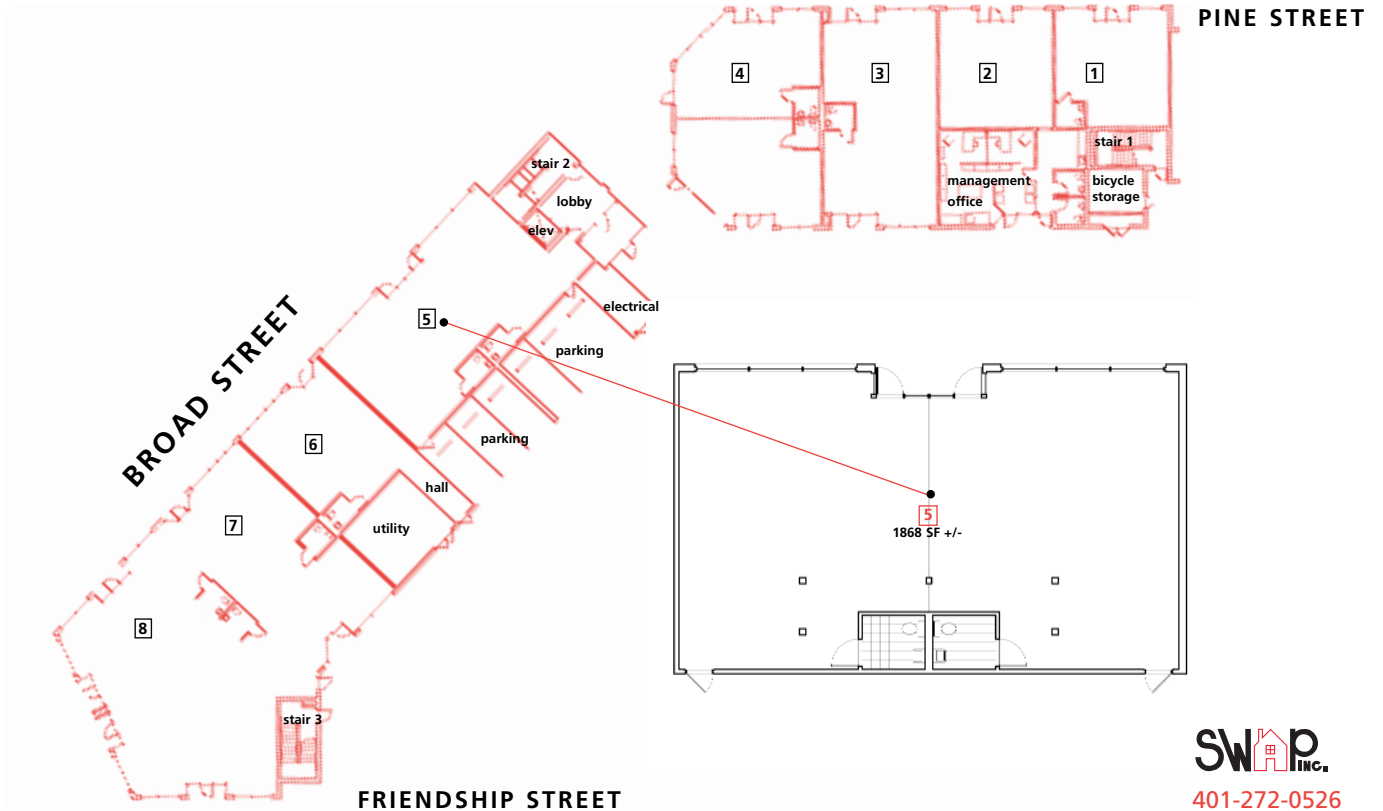 PINE STREET
4
3
2
1
stair 1
management
office
bicycle
storage
stair 2
lobby
elev
electrical
5
parking
BROAD STREET
parking
6
hall
7
utility
8
stair 3
FRIENDSHIP STREET
5
1868 SF +/-
SWAP INC.
401-272-0526